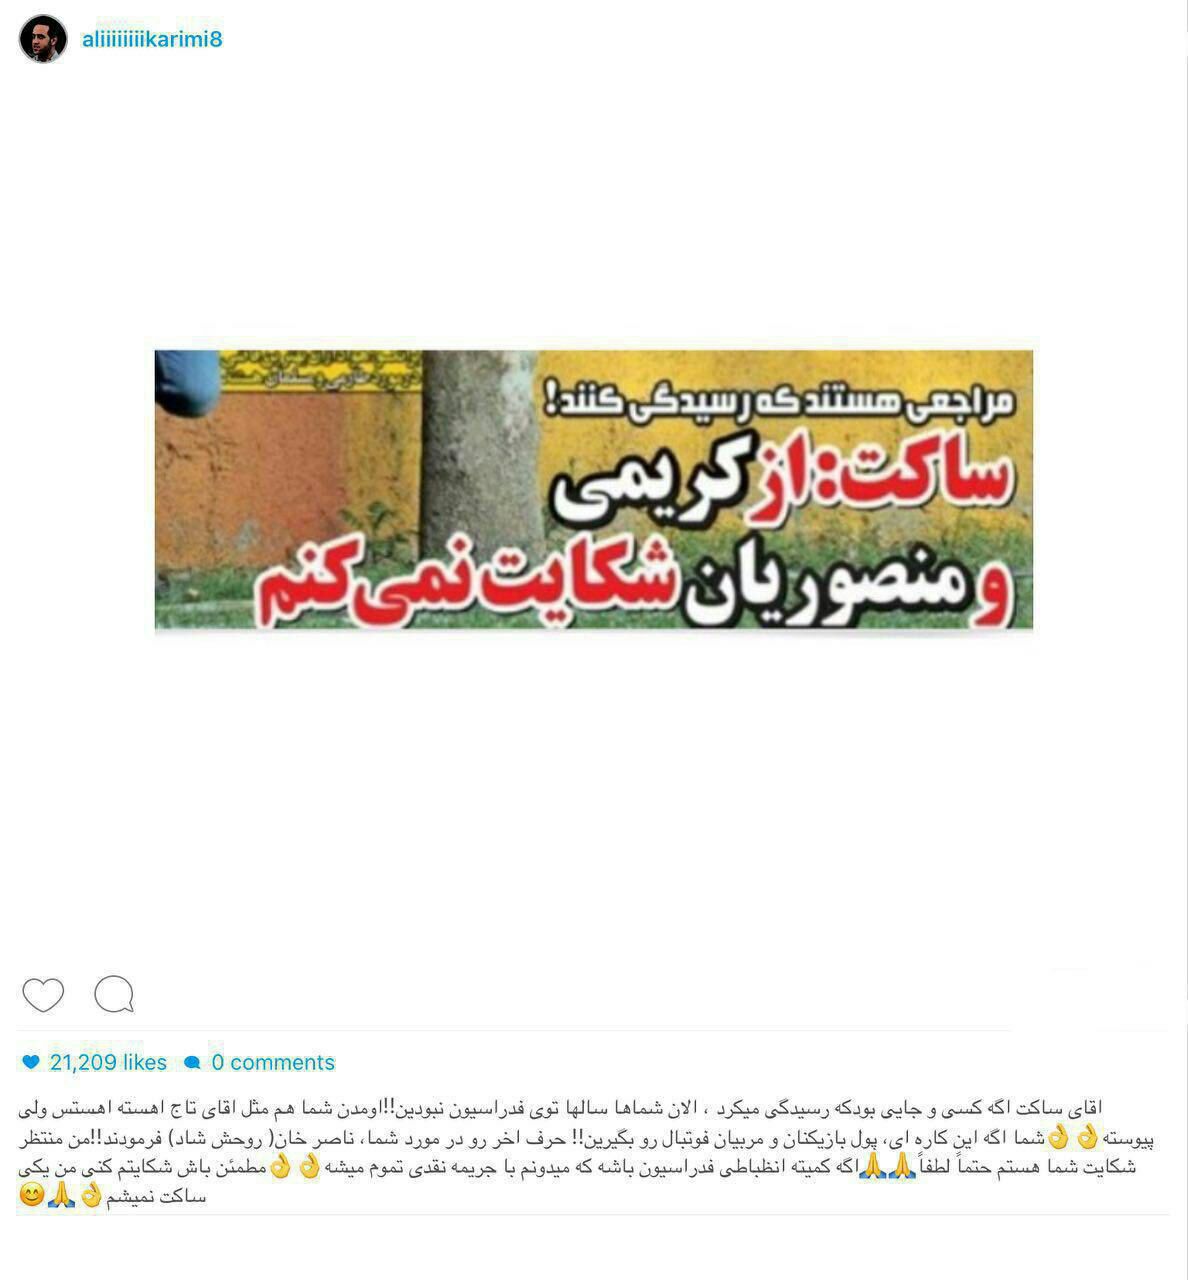 aliiiiiiiikarimi8
مراجعی هستند که رسیدگی کنند!
ساکت: از کریمی
و منصوریان شکایت نمی‌کنم
21,209 likes 0 comments
اقای ساکت اگه کسی و جایی بودکه رسیدگی میکرد ، الان شماها سالها توی فدراسیون نبودین!!اومدن شما هم مثل اقای تاج اهسته اهستس ولی
پیوسته👌👌شما اگه این کاره ای، پول بازیکنان و مربیان فوتبال رو بگیرین!! حرف اخر رو در مورد شما، ناصر خان( روحش شاد) فرمودند!!من منتظر
شکایت شما هستم حتماً لطفاً🙏🙏اگه کمیته انظباطی فدراسیون باشه که میدونم با جریمه نقدی تموم میشه👌👌مطمئن باش شکایتم کنی من یکی
ساکت نمیشم👌🙏😊